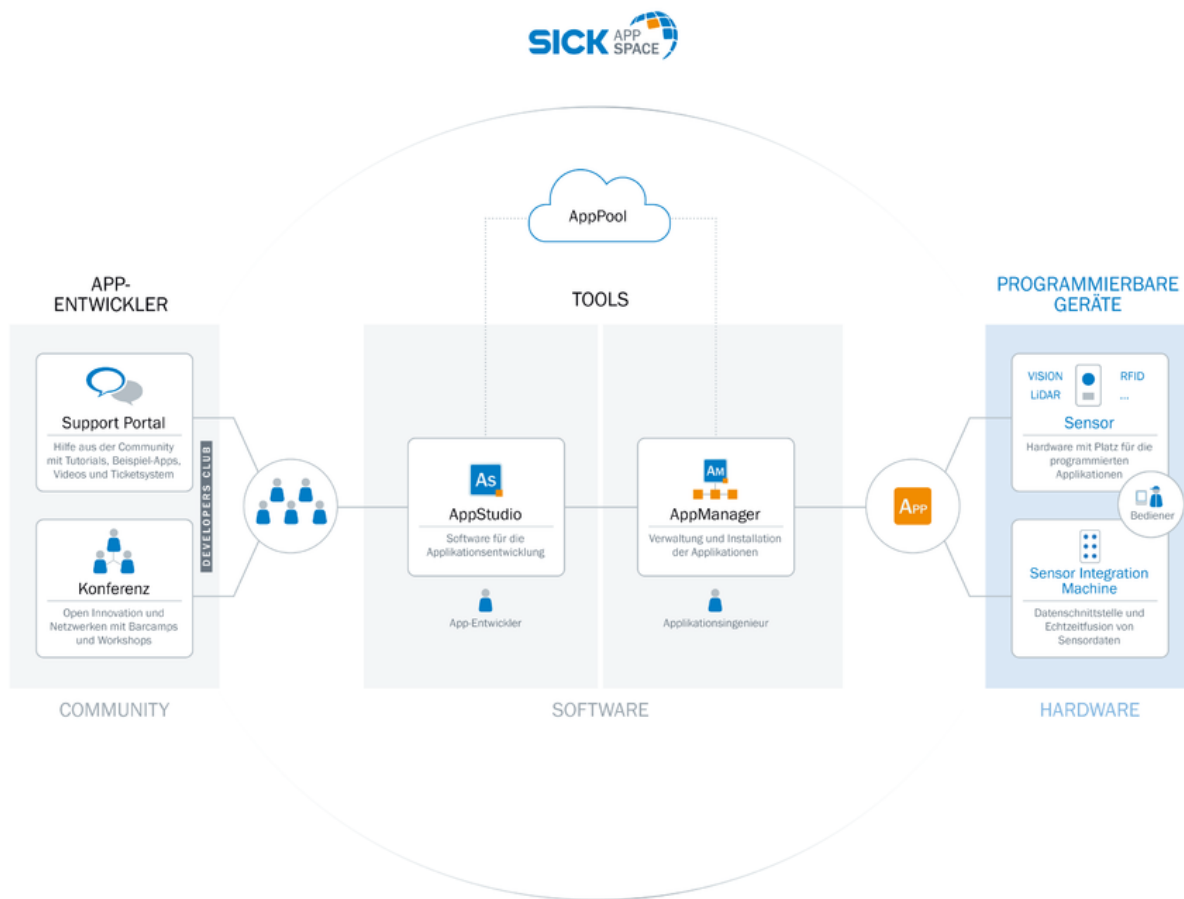 SICK APP SPACE
AppPool
APP-
ENTWICKLER
TOOLS
PROGRAMMIERBARE
GERÄTE
Support Portal
Hilfe aus der Community
mit Tutorials, Beispiel-Apps,
Videos und Ticketsystem
Konferenz
Open Innovation und
Netzwerken mit Barcamps
und Workshops
DEVELOPERS CLUB
As
AppStudio
Software für die
Applikationsentwicklung
App-Entwickler
AM
AppManager
Verwaltung und Installation
der Applikationen
Applikationsingenieur
APP
VISION
RFID
LiDAR
...
Sensor
Hardware mit Platz für die
programmierten
Applikationen
Bediener
Sensor Integration
Machine
Datenschnittstelle und
Echtzeitfusion von
Sensordaten
COMMUNITY
SOFTWARE
HARDWARE